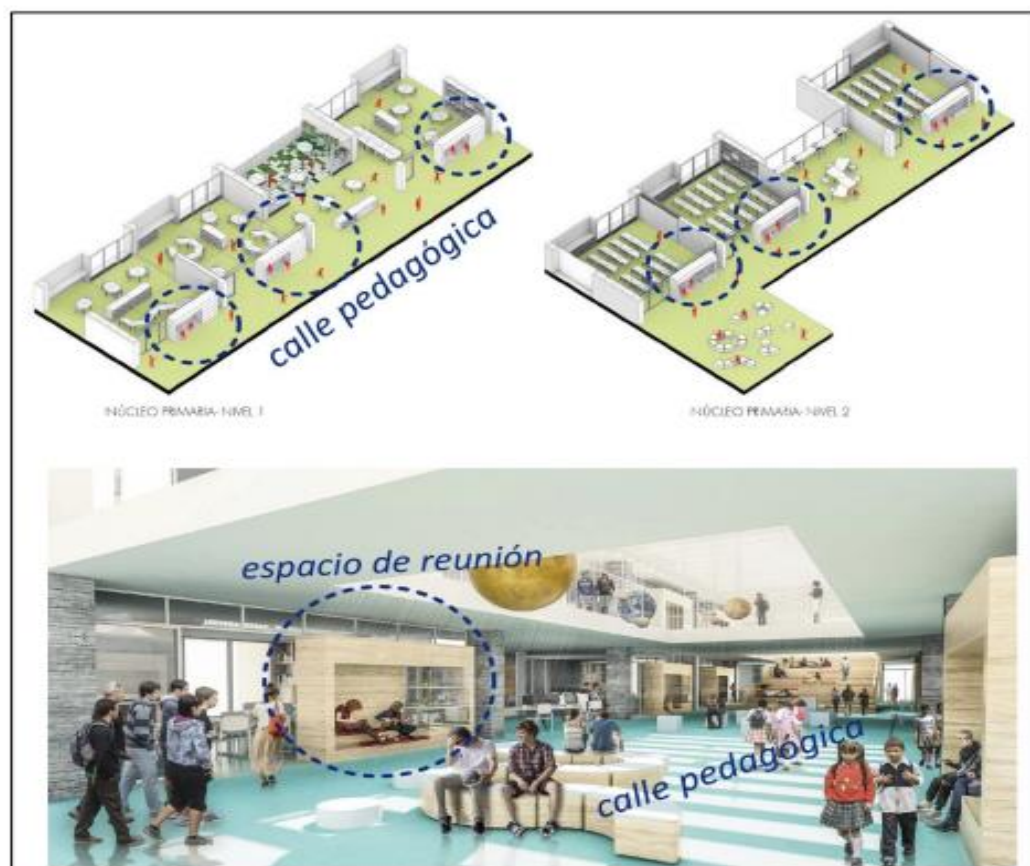 calle pedagógica
NÚCLEO PRIMARIA- NIVEL 1
NÚCLEO PRIMARIA- NIVEL 2
espacio de reunión
calle pedagógica